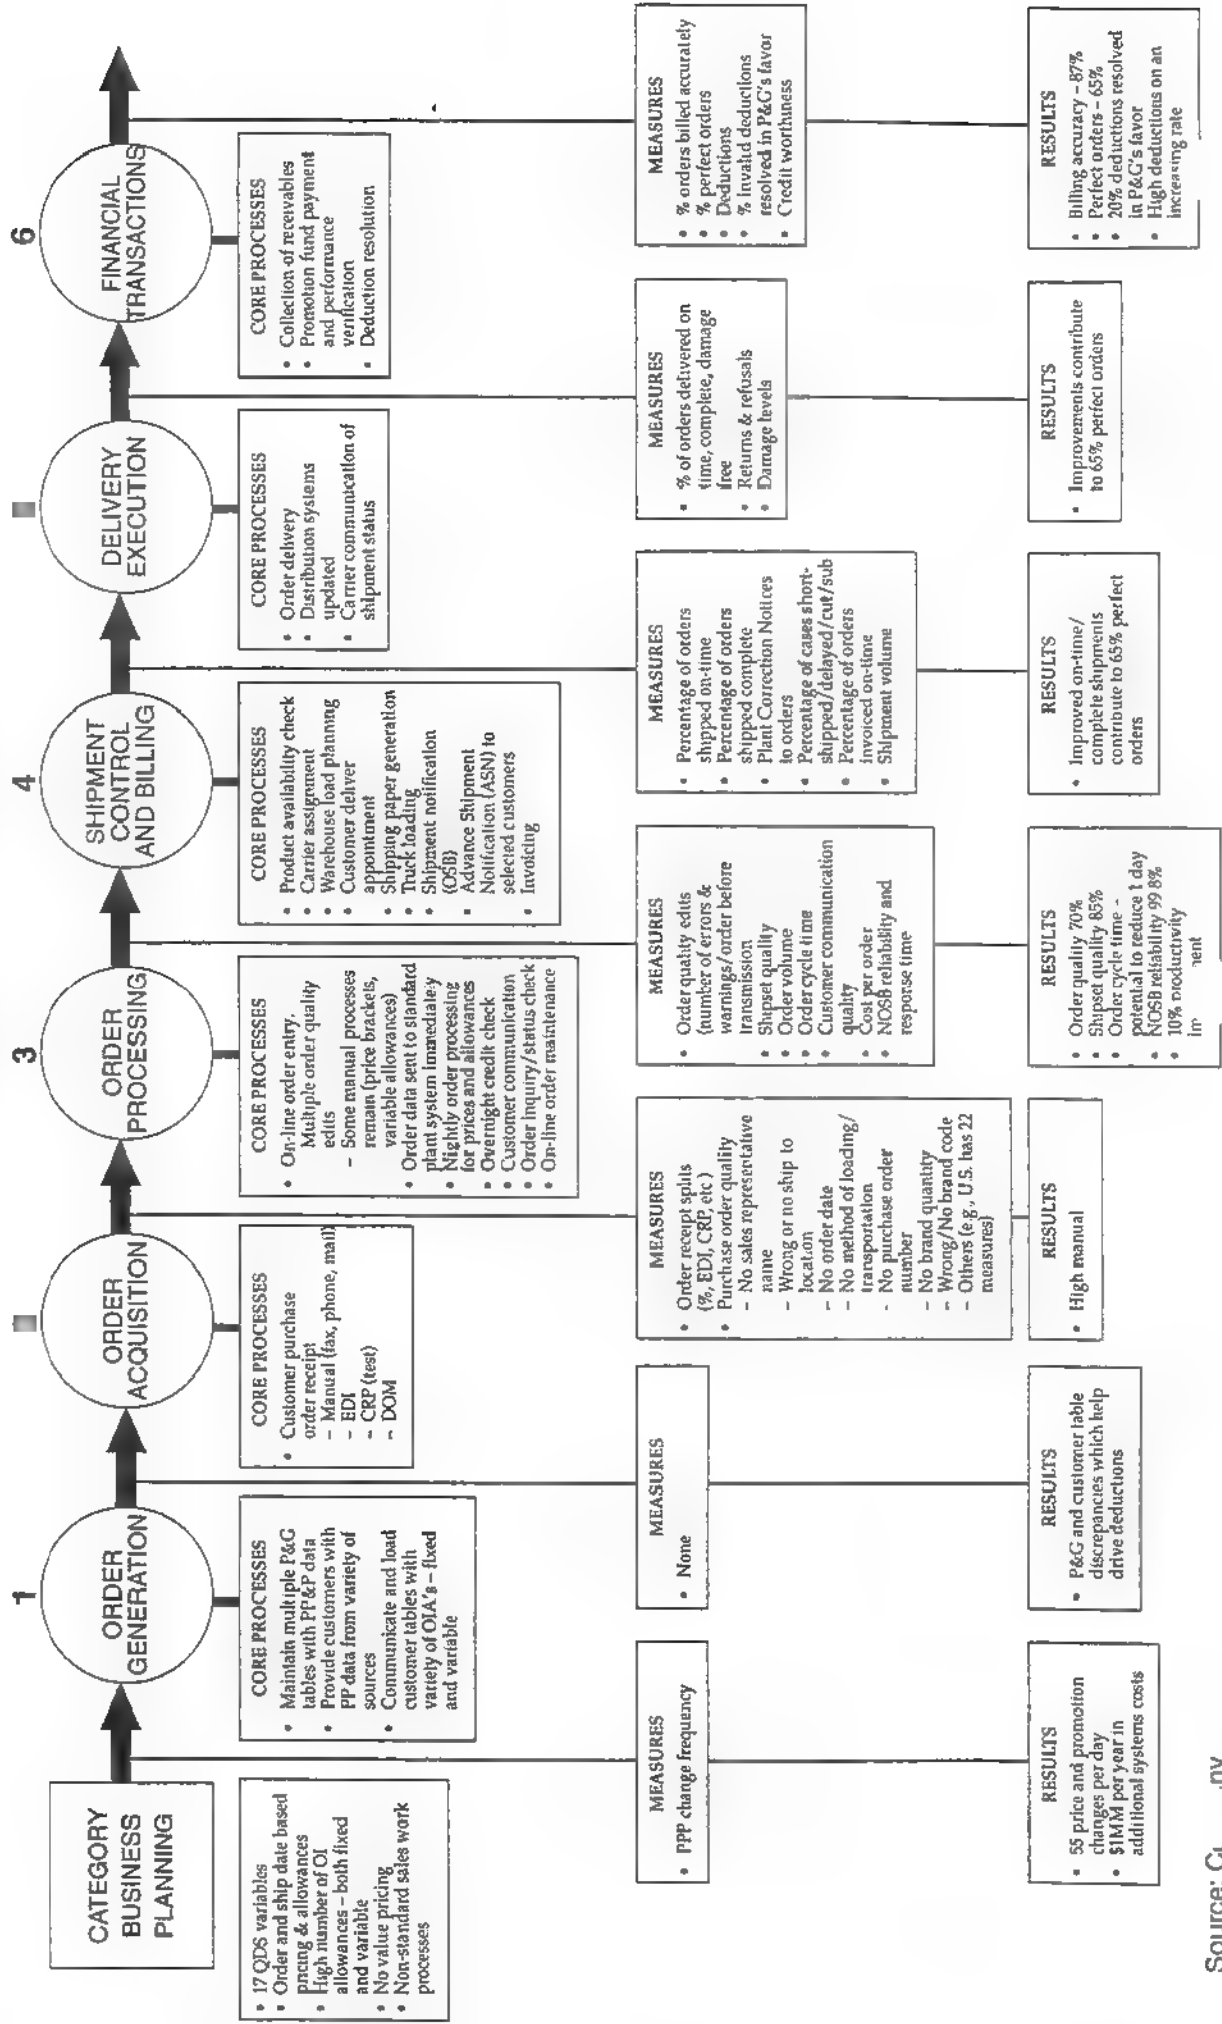 CATEGORY
BUSINESS
PLANNING
• 17 QDS variables
• Order and ship date based
pricing & allowances
• High number of OI
allowances – both fixed
and variable
• No value pricing
• Non-standard sales work
processes
MEASURES
• PPP change frequency
RESULTS
• 55 price and promotion
changes per day
• $1MM per year in
additional systems costs
1
ORDER
GENERATION
CORE PROCESSES
• Maintain multiple P&G
tables with PP&P data
• Provide customers with
PP data from variety of
sources
• Communicate and load
customer tables with
variety of OIA's – fixed
and variable
MEASURES
• None
RESULTS
• P&G and customer table
discrepancies which help
drive deductions
ORDER
ACQUISITION
CORE PROCESSES
• Customer purchase
order receipt
– Manual (fax, phone, mail)
– EDI
– CRP (test)
– DOM
MEASURES
• Order receipt splits
(%, EDI, CRP, etc )
• Purchase order quality
– No sales representative
name
– Wrong or no ship to
location
– No order date
– No method of loading/
transportation
– No purchase order
number
– No brand quantity
– Wrong/No brand code
– Others (e.g., U.S. has 22
measures)
RESULTS
• High manual
3
ORDER
PROCESSING
CORE PROCESSES
• On-line order entry.
Multiple order quality
edits
– Some manual processes
remain (price brackets,
variable allowances)
• Order data sent to standard
plant system immediately
• Nightly order processing
for prices and allowances
• Overnight credit check
• Customer communication
• Order inquiry/status check
• On-line order maintenance
MEASURES
• Order quality edits
(number of errors &
warnings/order before
transmission
• Shipset quality
• Order volume
• Order cycle time
• Customer communication
quality
• Cost per order
• NOSB reliability and
response time
RESULTS
• Order quality 70%
• Shipset quality 85%
• Order cycle time –
potential to reduce 1 day
• NOSB reliability 99 8%
• 10% productivity
im ent
4
SHIPMENT
CONTROL
AND BILLING
CORE PROCESSES
• Product availability check
• Carrier assignment
• Warehouse load planning
• Customer deliver
appointment
• Shipping paper generation
• Truck loading
• Shipment notification
(OSB)
• Advance Shipment
Notification (ASN) to
selected customers
• Invoicing
MEASURES
• Percentage of orders
shipped on-time
• Percentage of orders
shipped complete
• Plant Correction Notices
to orders
• Percentage of cases short-
shipped/delayed/cut/sub
• Percentage of orders
invoiced on-time
• Shipment volume
RESULTS
• Improved on-time/
complete shipments
contribute to 65% perfect
orders
DELIVERY
EXECUTION
CORE PROCESSES
• Order delivery
• Distribution systems
updated
• Carrier communication of
shipment status
MEASURES
• % of orders delivered on
time, complete, damage
free
• Returns & refusals
• Damage levels
RESULTS
• Improvements contribute
to 65% perfect orders
6
FINANCIAL
TRANSACTIONS
CORE PROCESSES
• Collection of receivables
• Promotion fund payment
and performance
verification
• Deduction resolution
MEASURES
• % orders billed accurately
• % perfect orders
• Deductions
• % Invalid deductions
resolved in P&G's favor
• Credit worthiness
RESULTS
• Billing accuracy – 87%
• Perfect orders – 65%
• 20% deductions resolved
in P&G's favor
• High deductions on an
increasing rate
Source: